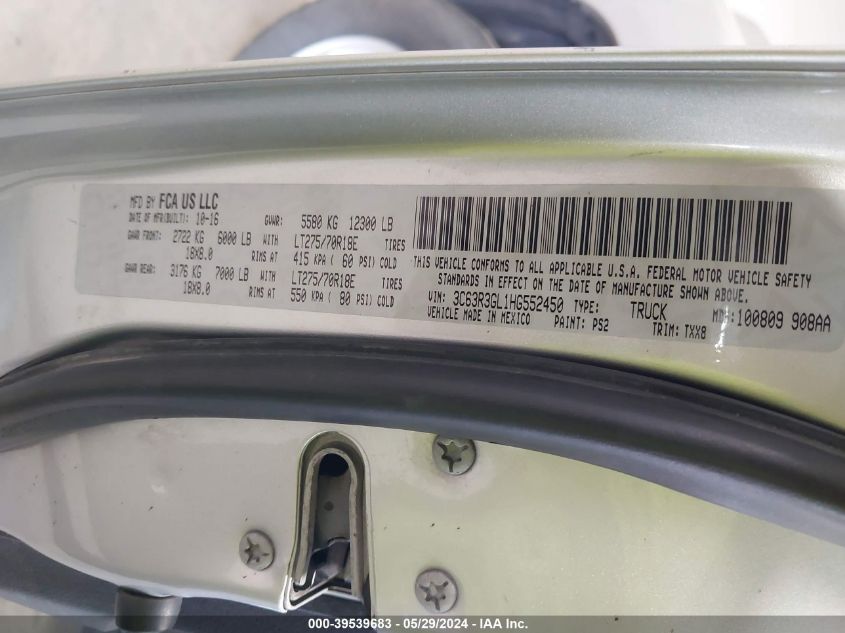 MFD BY FCA US LLC
DATE OF MFR(BUILT): 10-16 GVWR: 5580 KG 12300 LB
GAWR FRONT: 2722 KG 6000 LB WITH LT275/70R18E TIRES
18X8.0 RIMS AT 415 KPA ( 60 PSI) COLD
GAWR REAR: 3176 KG 7000 LB WITH LT275/70R18E TIRES
18X8.0 RIMS AT 550 KPA ( 80 PSI) COLD
THIS VEHICLE CONFORMS TO ALL APPLICABLE U.S.A. FEDERAL MOTOR VEHICLE SAFETY
STANDARDS IN EFFECT ON THE DATE OF MANUFACTURE SHOWN ABOVE.
VIN: 3C63R3GL1HG552450 TYPE: TRUCK MDH:100809 908AA
VEHICLE MADE IN MEXICO PAINT: PS2 TRIM: TXX8
000-39539683 - 05/29/2024 - IAA Inc.